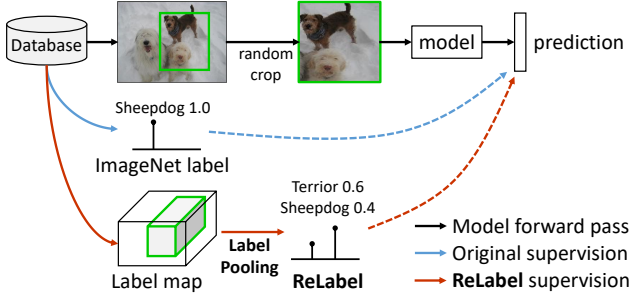 Database
random
crop
model
prediction
Sheepdog 1.0
ImageNet label
Terrior 0.6
Sheepdog 0.4
Label
Pooling
Label map
ReLabel
Model forward pass
Original supervision
ReLabel supervision